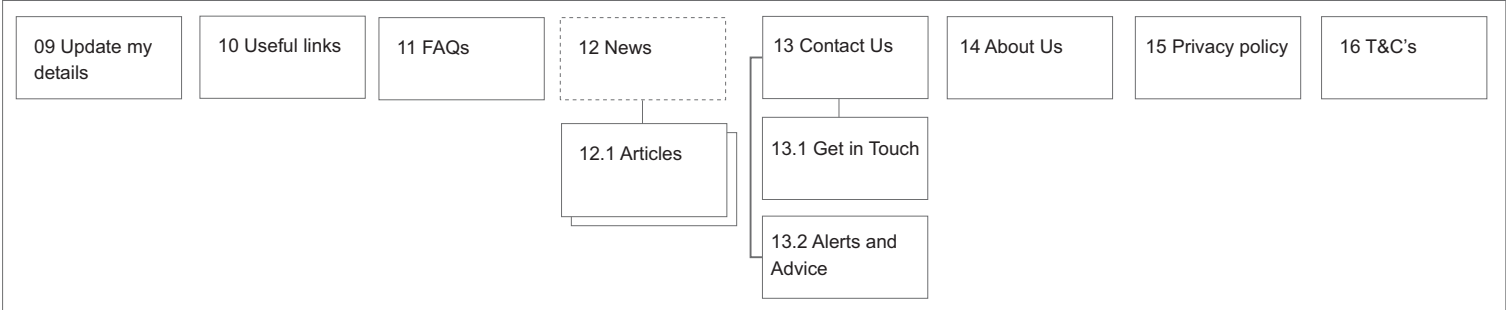 09 Update my
details
10 Useful links
11 FAQs
12 News
13 Contact Us
14 About Us
15 Privacy policy
16 T&C’s
12.1 Articles
13.1 Get in Touch
13.2 Alerts and
Advice